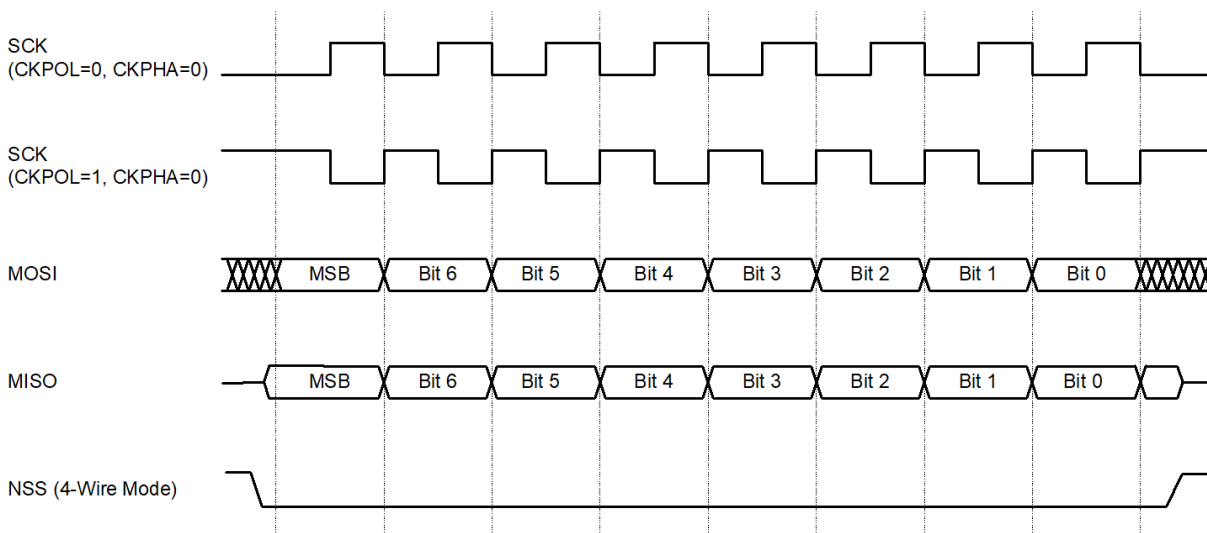 SCK
(CKPOL=0, CKPHA=0)
SCK
(CKPOL=1, CKPHA=0)
MOSI
MSB Bit 6 Bit 5 Bit 4 Bit 3 Bit 2 Bit 1 Bit 0
MISO
MSB Bit 6 Bit 5 Bit 4 Bit 3 Bit 2 Bit 1 Bit 0
NSS (4-Wire Mode)